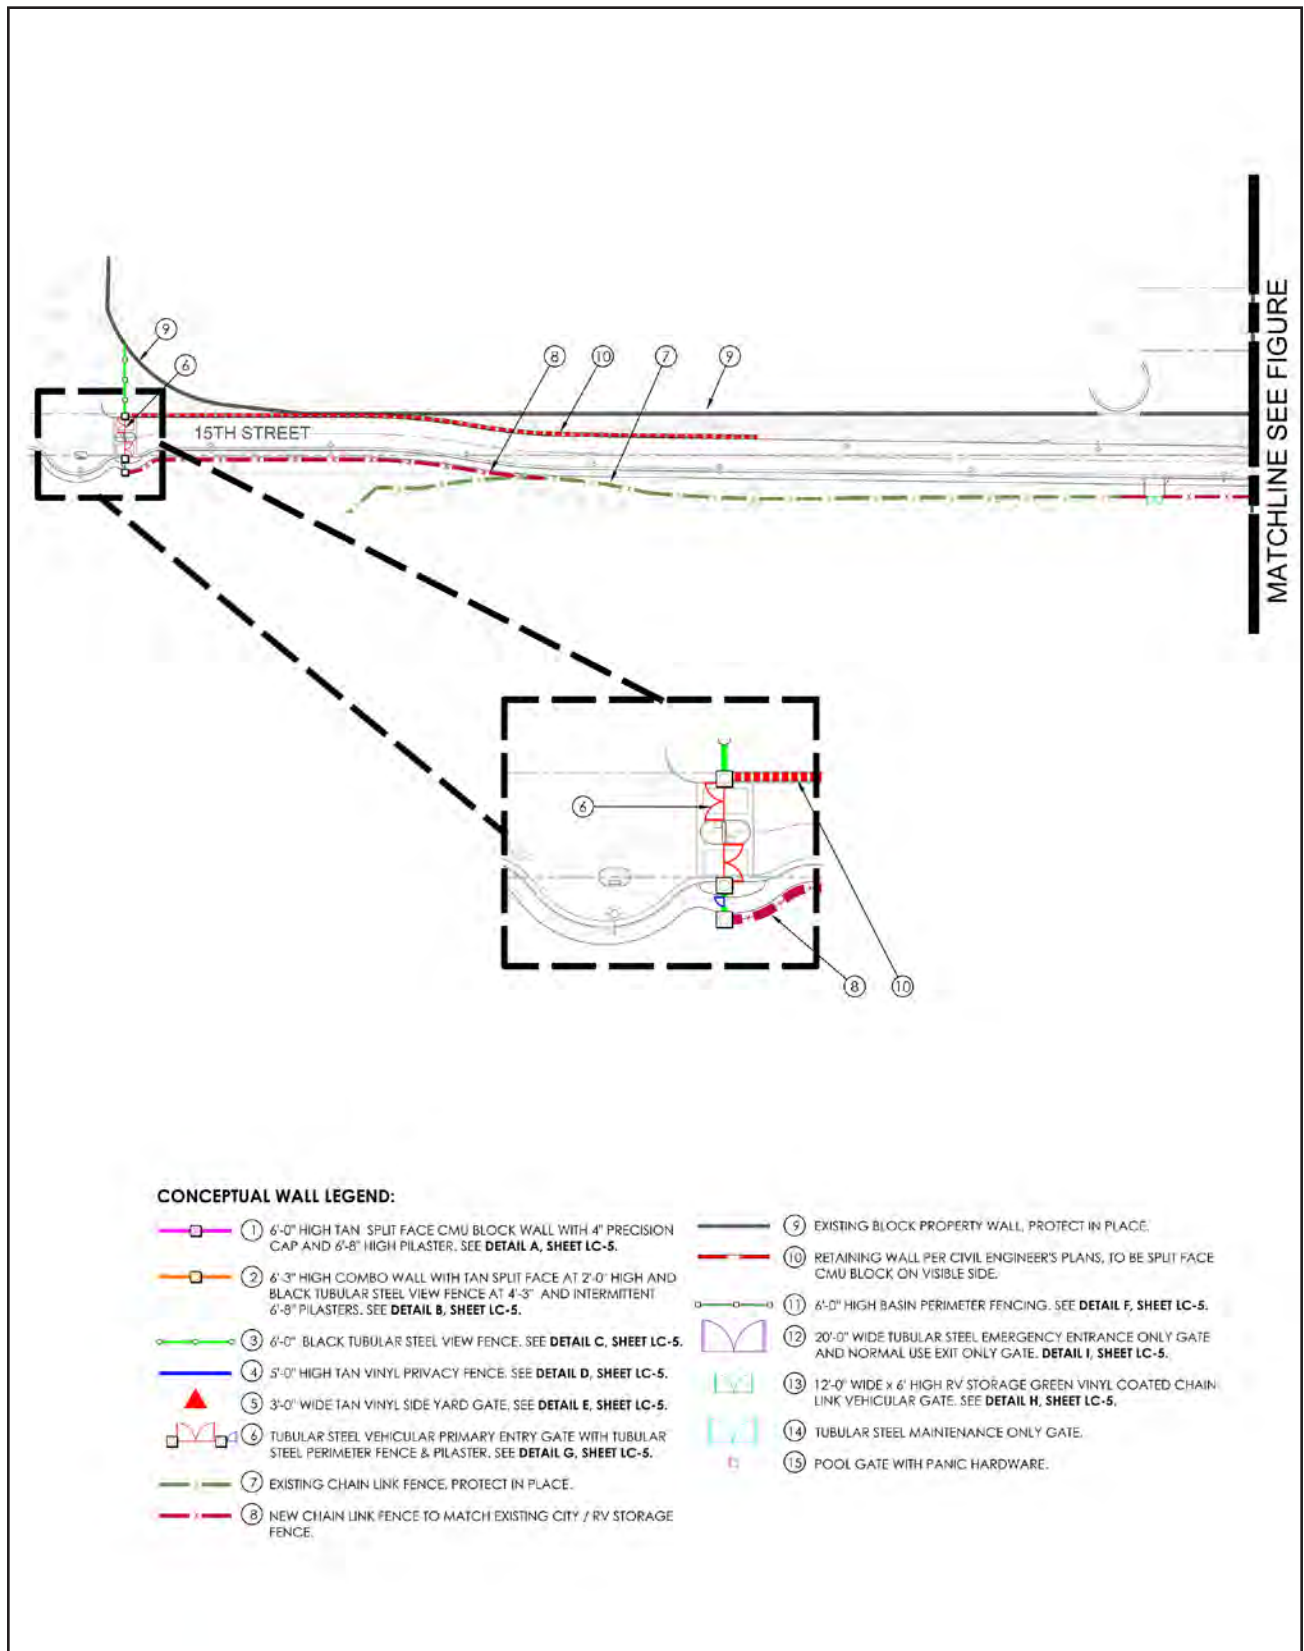 9
6
8
10
7
9
15TH STREET
MATCHLINE SEE FIGURE
6
8
10
CONCEPTUAL WALL LEGEND:
1 6'-0" HIGH TAN SPLIT FACE CMU BLOCK WALL WITH 4" PRECISION
CAP AND 6'-8" HIGH PILASTER. SEE DETAIL A, SHEET LC-5.
2 6'-3" HIGH COMBO WALL WITH TAN SPLIT FACE AT 2'-0" HIGH AND
BLACK TUBULAR STEEL VIEW FENCE AT 4'-3" AND INTERMITTENT
6'-8" PILASTERS. SEE DETAIL B, SHEET LC-5.
3 6'-0" BLACK TUBULAR STEEL VIEW FENCE. SEE DETAIL C, SHEET LC-5.
4 5'-0" HIGH TAN VINYL PRIVACY FENCE. SEE DETAIL D, SHEET LC-5.
5 3'-0" WIDE TAN VINYL SIDE YARD GATE. SEE DETAIL E, SHEET LC-5.
6 TUBULAR STEEL VEHICULAR PRIMARY ENTRY GATE WITH TUBULAR
STEEL PERIMETER FENCE & PILASTER. SEE DETAIL G, SHEET LC-5.
7 EXISTING CHAIN LINK FENCE, PROTECT IN PLACE.
8 NEW CHAIN LINK FENCE TO MATCH EXISTING CITY / RV STORAGE
FENCE.
9 EXISTING BLOCK PROPERTY WALL, PROTECT IN PLACE.
10 RETAINING WALL PER CIVIL ENGINEER'S PLANS, TO BE SPLIT FACE
CMU BLOCK ON VISIBLE SIDE.
11 6'-0" HIGH BASIN PERIMETER FENCING. SEE DETAIL F, SHEET LC-5.
12 20'-0" WIDE TUBULAR STEEL EMERGENCY ENTRANCE ONLY GATE
AND NORMAL USE EXIT ONLY GATE. DETAIL I, SHEET LC-5.
13 12'-0" WIDE x 6' HIGH RV STORAGE GREEN VINYL COATED CHAIN
LINK VEHICULAR GATE. SEE DETAIL H, SHEET LC-5.
14 TUBULAR STEEL MAINTENANCE ONLY GATE.
15 POOL GATE WITH PANIC HARDWARE.